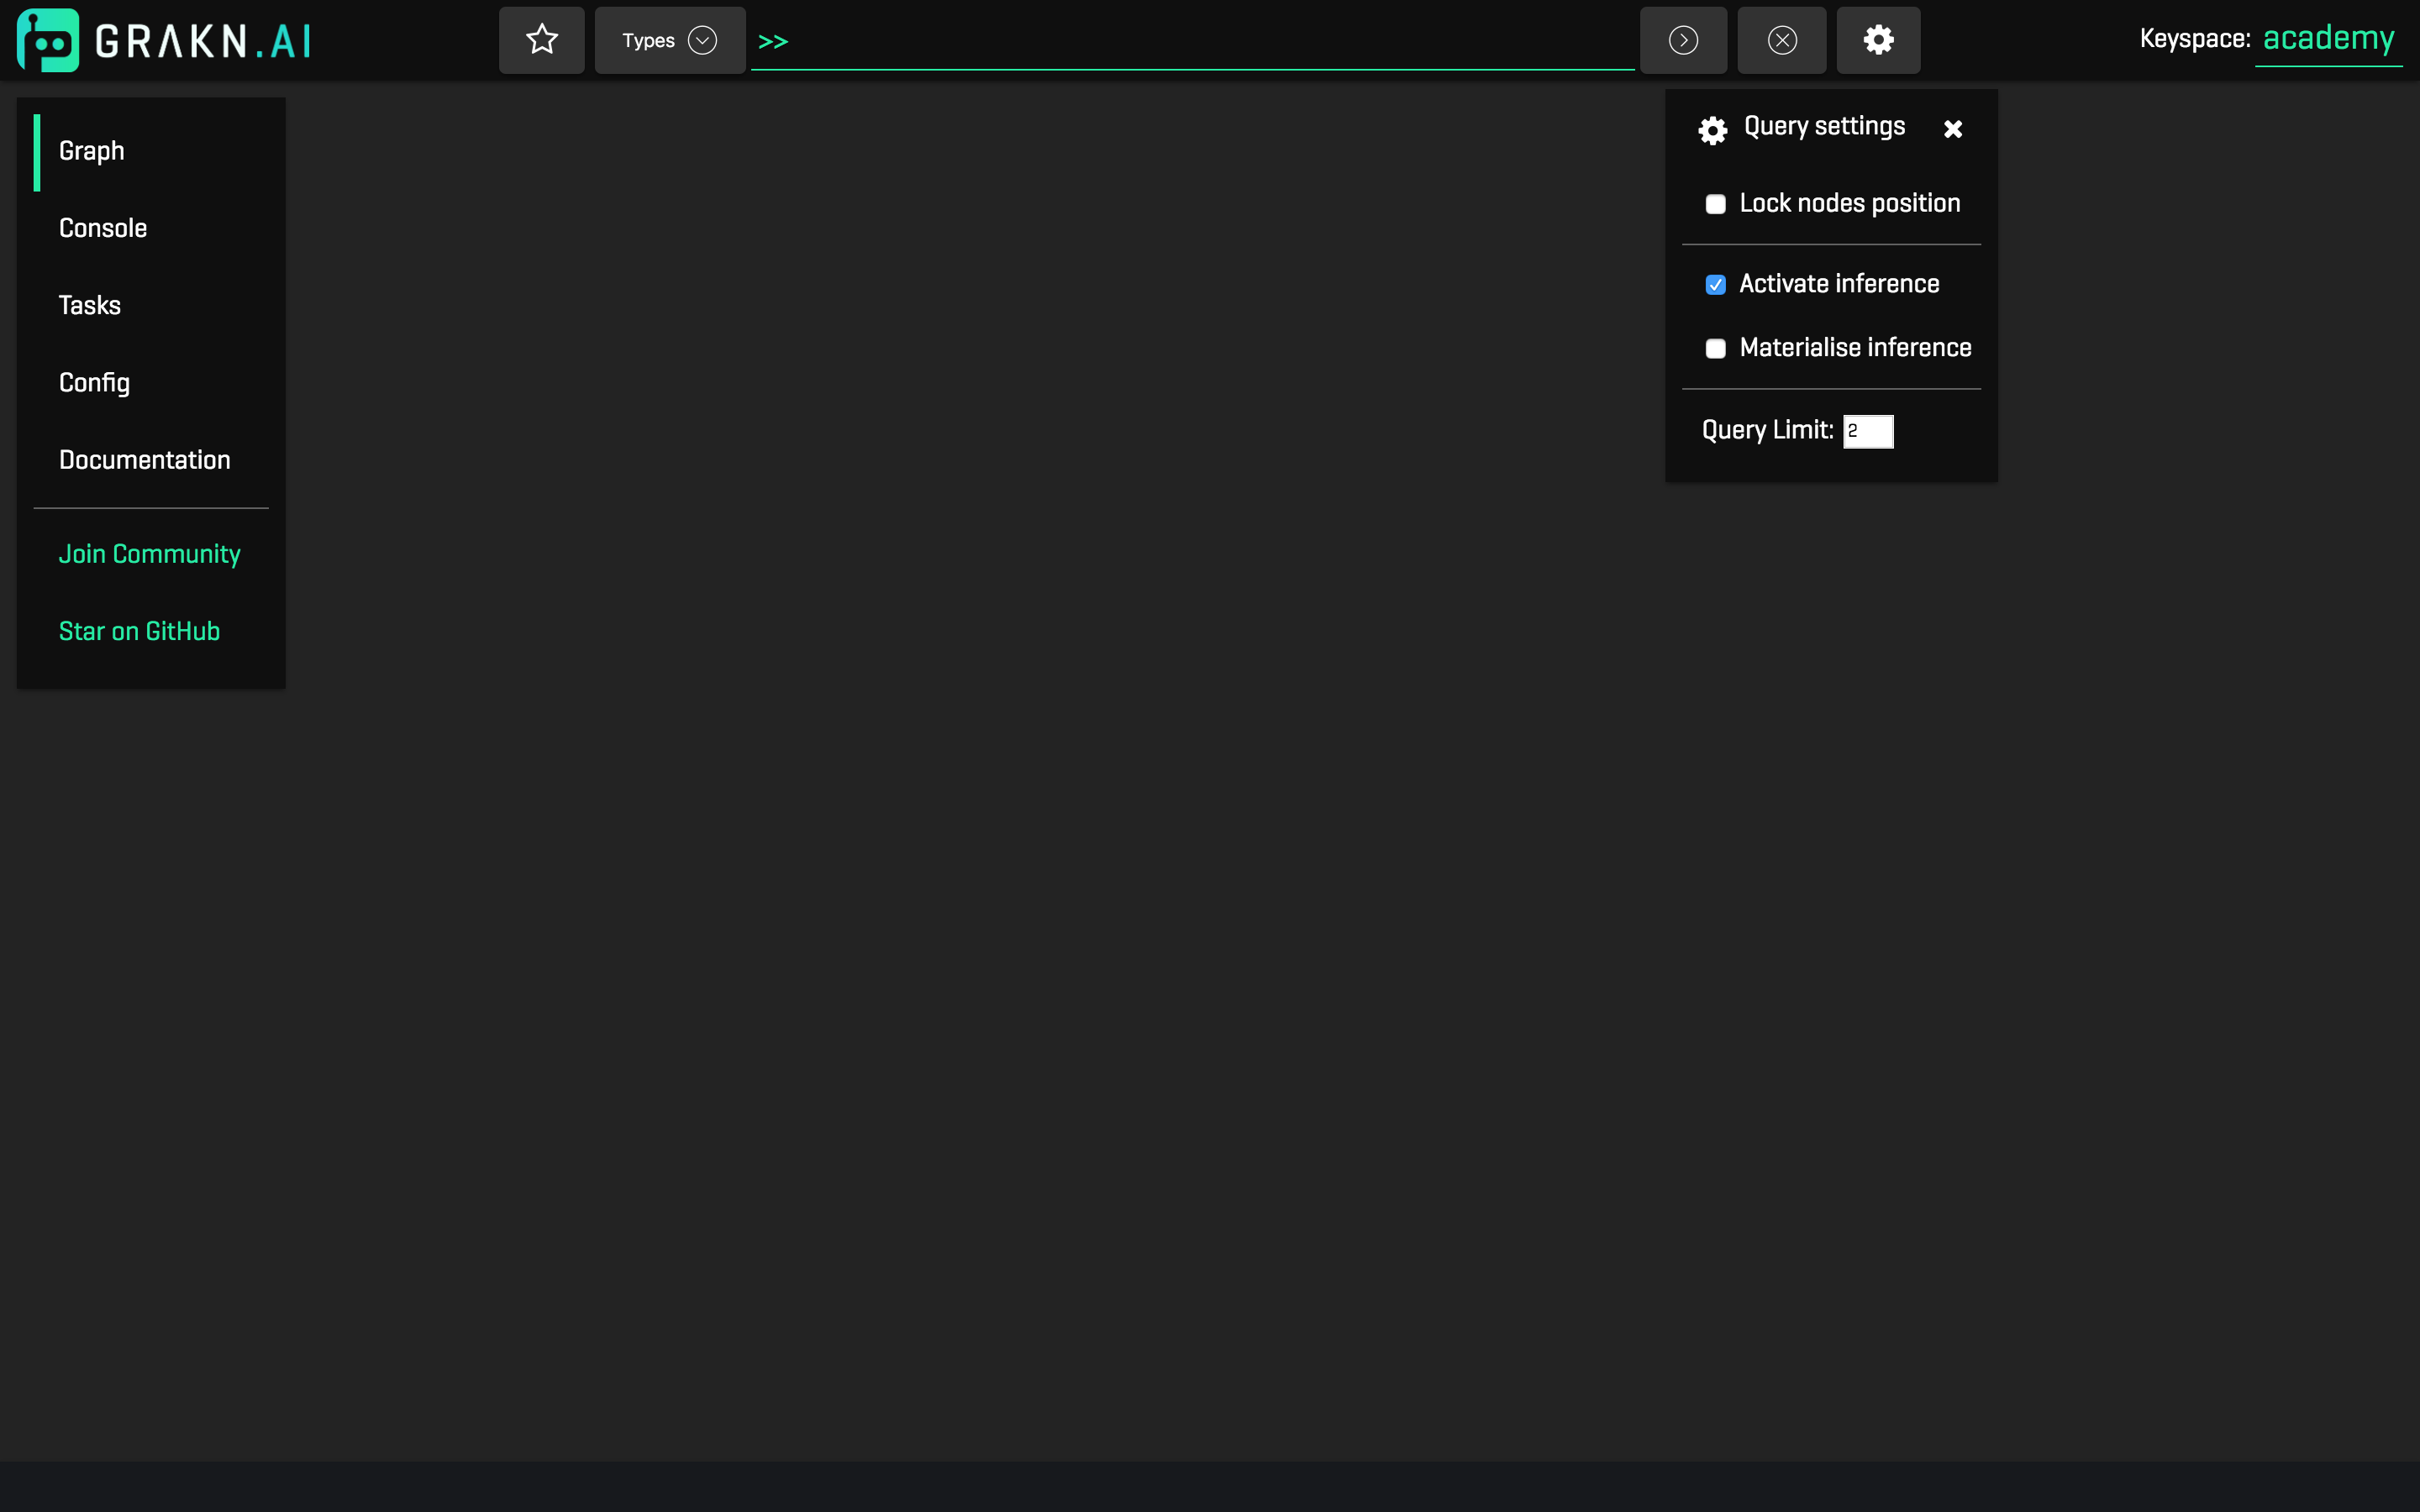 GRAKN.AI
Types
>>
Keyspace: academy
Graph
Console
Tasks
Config
Documentation
Join Community
Star on GitHub
Query settings
Lock nodes position
Activate inference
Materialise inference
Query Limit: 2